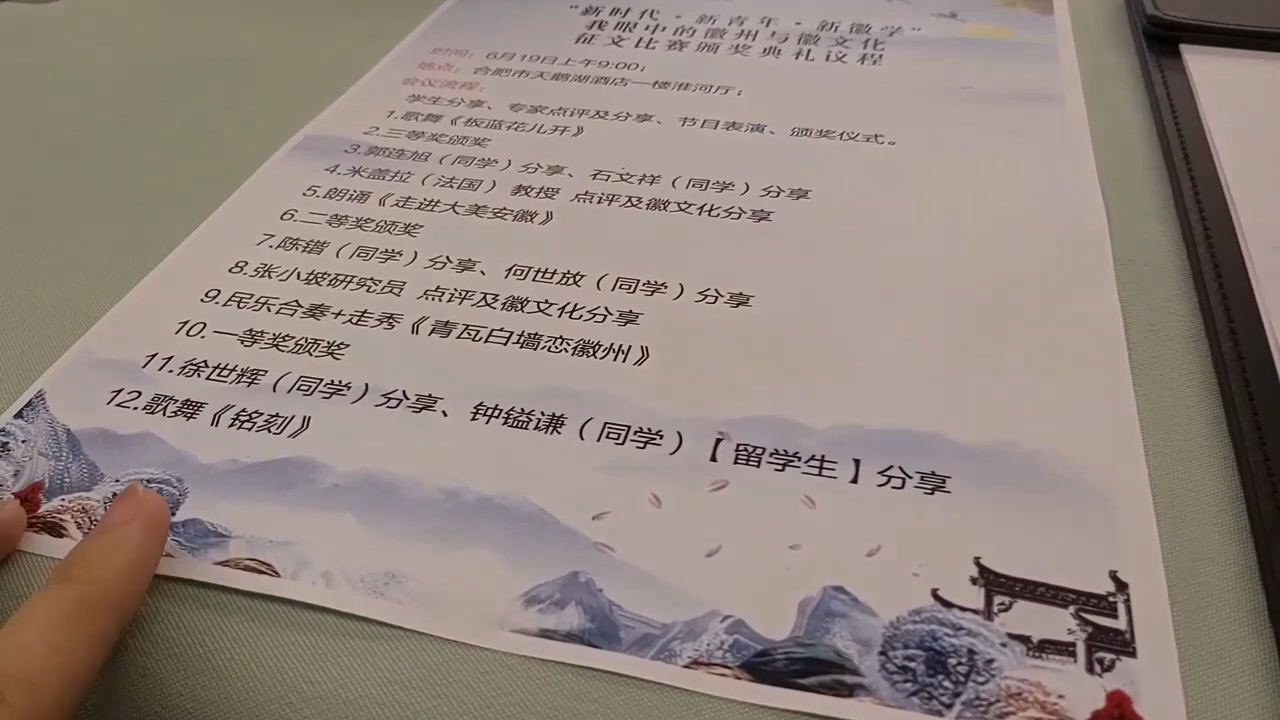 “新时代·新青年·新徽学”
我眼中的徽州与徽文化
征文比赛颁奖典礼议程
时间：6月19日上午9:00；
地点：合肥市天鹅湖酒店一楼淮河厅；
会议流程：
学生分享、专家点评及分享、节目表演、颁奖仪式。
1.歌舞《板蓝花儿开》
2.三等奖颁奖
3.郭连旭（同学）分享、石文祥（同学）分享
4.米盖拉（法国） 教授 点评及徽文化分享
5.朗诵《走进大美安徽》
6.二等奖颁奖
7.陈锴（同学）分享、何世放（同学）分享
8.张小坡研究员 点评及徽文化分享
9.民乐合奏+走秀《青瓦白墙恋徽州》
10.一等奖颁奖
11.徐世辉（同学）分享、钟镒谦（同学）【留学生】分享
12.歌舞《铭刻》